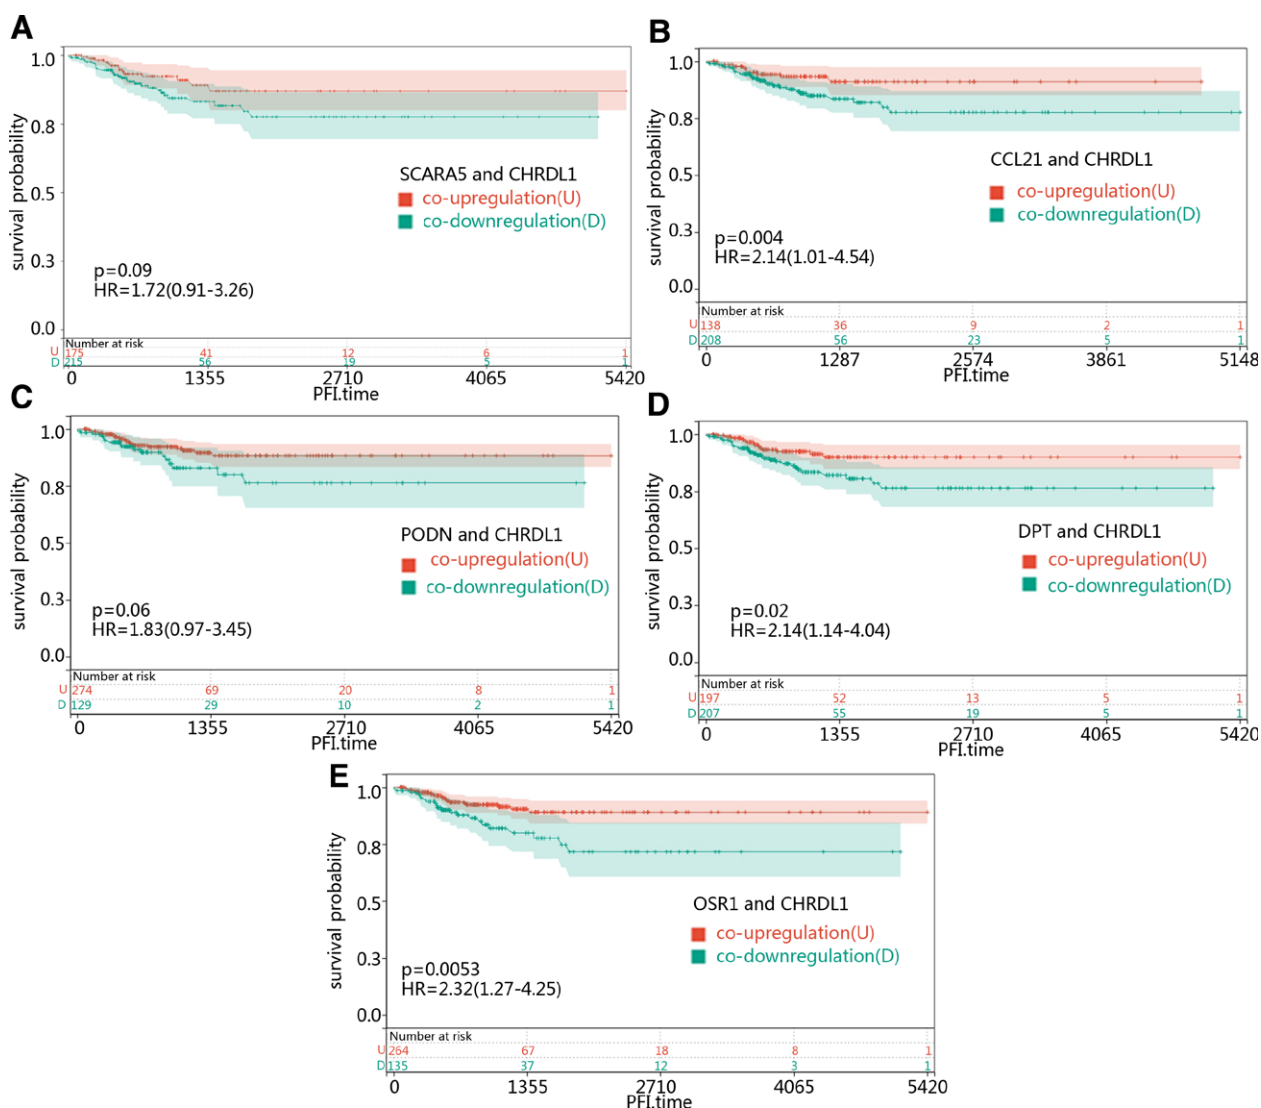 A
1.0
0.8
0.5
0.3
0.0
survival probability
SCARA5 and CHRDL1
co-upregulation(U)
co-downregulation(D)
p=0.09
HR=1.72(0.91-3.26)
Number at risk
U 175 41 12 6 1
D 215 56 19 5 1
0 1355 2710 4065 5420
PFI.time
B
1.0
0.8
0.5
0.3
0.0
survival probability
CCL21 and CHRDL1
co-upregulation(U)
co-downregulation(D)
p=0.004
HR=2.14(1.01-4.54)
Number at risk
U 138 36 9 2 1
D 208 56 23 5 1
0 1287 2574 3861 5148
PFI.time
C
1.0
0.8
0.5
0.3
0.0
survival probability
PODN and CHRDL1
co-upregulation(U)
co-downregulation(D)
p=0.06
HR=1.83(0.97-3.45)
Number at risk
U 274 69 20 8 1
D 129 29 10 2 1
0 1355 2710 4065 5420
PFI.time
D
1.0
0.8
0.5
0.3
0.0
survival probability
DPT and CHRDL1
co-upregulation(U)
co-downregulation(D)
p=0.02
HR=2.14(1.14-4.04)
Number at risk
U 197 52 13 5 1
D 207 55 19 5 1
0 1355 2710 4065 5420
PFI.time
E
1.0
0.8
0.5
0.3
0.0
survival probability
OSR1 and CHRDL1
co-upregulation(U)
co-downregulation(D)
p=0.0053
HR=2.32(1.27-4.25)
Number at risk
U 264 67 18 8 1
D 135 37 12 3 1
0 1355 2710 4065 5420
PFI.time